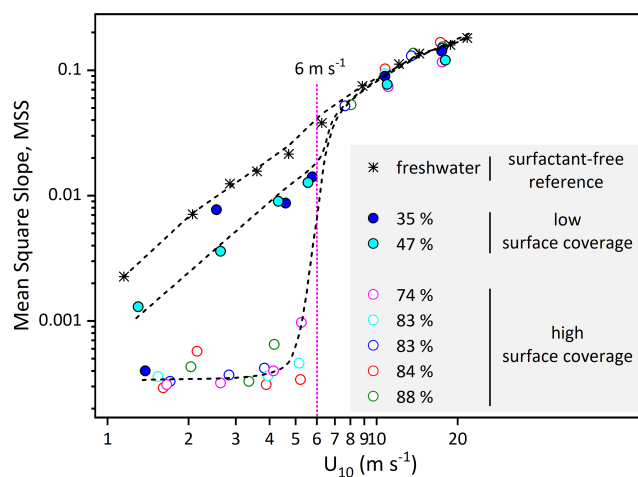 Mean Square Slope, MSS
0.1
0.01
0.001
6 m s⁻¹
freshwater
surfactant-free
reference
35 %
47 %
low
surface coverage
74 %
83 %
83 %
84 %
88 %
high
surface coverage
1 2 3 4 5 6 7 8 10 20
U₁₀ (m s⁻¹)